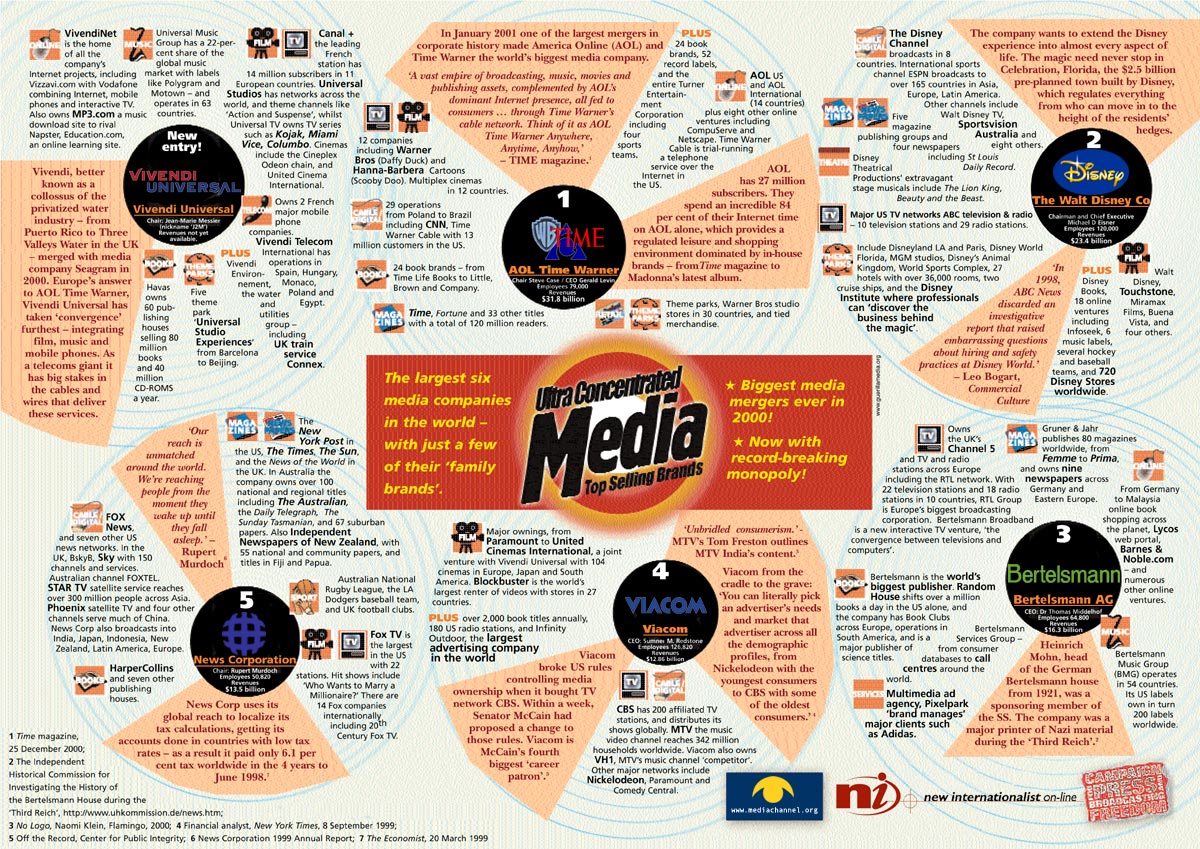 ONLINE
VivendiNet
is the home
of all the
company's
Internet projects, including
Vizzavi.com with Vodafone
combining Internet, mobile
phones and interactive TV.
Also owns MP3.com a music
download site to rival
Napster, Education.com,
an online learning site.
MUSIC
Universal Music
Group has a 22-per-
cent share of the
global music
market with labels
like Polygram and
Motown – and
operates in 63
countries.
FILM
TV
Canal +
the leading
French
station has
14 million subscribers in 11
European countries. Universal
Studios has networks across the
world, and theme channels like
'Action and Suspense', whilst
Universal TV owns TV series
such as Kojak, Miami
Vice, Columbo. Cinemas
include the Cineplex
Odeon chain, and
United Cinema
International.
New
entry!
VIVENDI
UNIVERSAL
Vivendi Universal
Chair: Jean-Marie Messier
(nickname 'J2M')
Revenues not yet
available.
Vivendi, better
known as a
collossus of the
privatized water
industry – from
Puerto Rico to Three
Valleys Water in the UK
– merged with media
company Seagram in
2000. Europe's answer
to AOL Time Warner,
Vivendi Universal has
taken 'convergence'
furthest – integrating
film, music and
mobile phones. As
a telecoms giant it
has big stakes in
the cables and
wires that deliver
these services.
BOOKS
Havas
owns
60 pub-
lishing
houses
selling 80
million
books
and 40
million
CD-ROMS
a year.
THEME
PARKS
Five
theme
park
'Universal
Studio
Experiences'
from Barcelona
to Beijing.
TELECOM
Owns 2 French
major mobile
phone
companies.
Vivendi Telecom
International has
operations in
Spain, Hungary,
Monaco,
Poland and
Egypt.
PLUS
Vivendi
Environ-
ement,
the water
and
utilities
group –
including
UK train
service
Connex.
In January 2001 one of the largest mergers in
corporate history made America Online (AOL) and
Time Warner the world's biggest media company.
'A vast empire of broadcasting, music, movies and
publishing assets, complemented by AOL's
dominant Internet presence, all fed to
consumers ... through Time Warner's
cable network. Think of it as AOL
Time Warner Anywhere,
Anytime, Anyhow,'
– TIME magazine.1
PLUS
24 book
brands, 52
record labels,
and the
entire Turner
Entertain-
ment
Corporation
including
four
sports
teams.
ONLINE
AOL US
and AOL
International
(14 countries)
plus eight other
online ventures
including
CompuServe and
Netscape. Time Warner
Cable is trial-running
a telephone
service over the
Internet in
the US.
TV
FILM
12 companies
including Warner
Bros (Daffy Duck) and
Hanna-Barbera Cartoons
(Scooby Doo). Multiplex cinemas
in 12 countries.
CABLE
DIGITAL
29 operations
from Poland to Brazil
including CNN, Time
Warner Cable with 13
million customers in the US.
BOOKS
24 book brands – from
Time Life Books to Little,
Brown and Company.
MAGA
ZINES
Time, Fortune and 33 other titles
with a total of 120 million readers.
1
WB
TIME
AOL Time Warner
Chair Steve Case / CEO Gerald Levin
Employees 79,000
Revenues
$31.8 billion
AOL
has 27 million
subscribers. They
spend an incredible 84
per cent of their Internet time
on AOL alone, which provides a
regulated leisure and shopping
environment dominated by in-house
brands – from Time magazine to
Madonna's latest album.
RETAIL
THEME
PARKS
Theme parks, Warner Bros studio
stores in 30 countries, and tied
merchandise.
CABLE
DIGITAL
The Disney
Channel
broadcasts in 8
countries. International sports
channel ESPN broadcasts to
over 165 countries in Asia,
Europe, Latin America.
Other channels include
Walt Disney TV,
Sportsvision
Australia and
eight others.
MAGA
ZINES
Five
magazine
publishing groups and
four newspapers
including St Louis
Daily Record.
THEATRE
Disney
Theatrical
Productions' extravagant
stage musicals include The Lion King,
Beauty and the Beast.
TV
Major US TV networks ABC television & radio
– 10 television stations and 29 radio stations.
THEME
PARKS
Include Disneyland LA and Paris, Disney World
Florida, MGM studios, Disney's Animal
Kingdom, World Sports Complex, 27
hotels with over 36,000 rooms, two
cruise ships, and the Disney
Institute where professionals
can 'discover the
business behind
the magic'.
The company wants to extend the Disney
experience into almost every aspect of
life. The magic need never stop in
Celebration, Florida, the $2.5 billion
pre-planned town built by Disney,
which regulates everything
from who can move in to the
height of the residents'
hedges.
2
Disney
The Walt Disney Co
Chairman and Chief Executive
Michael D Eisner
Employees 120,000
Revenues
$23.4 billion
'In
1998,
ABC News
discarded an
investigative
report that raised
embarrassing questions
about hiring and safety
practices at Disney World.'
– Leo Bogart,
Commercial
Culture
PLUS
Disney
Books,
18 online
ventures
including
Infoseek, 6
music labels,
several hockey
and baseball
teams, and 720
Disney Stores
worldwide.
FILM
Walt
Disney,
Touchstone,
Miramax
Films, Buena
Vista, and
four others.
The largest six
media companies
in the world –
with just a few
of their 'family
brands'.
Ultra Concentrated
Media
Top Selling Brands
★ Biggest media
mergers ever in
2000!
★ Now with
record-breaking
monopoly!
www.guerillamedia.org
'Our
reach is
unmatched
around the world.
We're reaching
people from the
moment they
wake up until
they fall
asleep.' –
Rupert
Murdoch6
MAGA
ZINES
The
New
York Post in
the US, The Times, The Sun,
and the News of the World in
the UK. In Australia the
company owns over 100
national and regional titles
including The Australian,
the Daily Telegraph, The
Sunday Tasmanian, and 67 suburban
papers. Also Independent
Newspapers of New Zealand, with
55 national and community papers, and
titles in Fiji and Papua.
CABLE
DIGITAL
FOX
News,
and seven other US
news networks. In the
UK, BskyB, Sky with 150
channels and services.
Australian channel FOXTEL.
STAR TV satellite service reaches
over 300 million people across Asia.
Phoenix satellite TV and four other
channels serve much of China.
News Corp also broadcasts into
India, Japan, Indonesia, New
Zealand, Latin America, Europe.
BOOKS
HarperCollins
and seven other
publishing
houses.
5
News Corporation
Chair: Rupert Murdoch
Employees 50,820
Revenues
$13.5 billion
SPORT
Australian National
Rugby League, the LA
Dodgers baseball team,
and UK football clubs.
FILM
TV
Fox TV is
the largest
in the US
with 22
stations. Hit shows include
'Who Wants to Marry a
Millionaire?' There are
14 Fox companies
internationally
including 20th
Century Fox TV.
News Corp uses its
global reach to localize its
tax calculations, getting its
accounts done in countries with low tax
rates – as a result it paid only 6.1 per
cent tax worldwide in the 4 years to
June 1998.7
FILM
Major ownings, from
Paramount to United
Cinemas International, a joint
venture with Vivendi Universal with 104
cinemas in Europe, Japan and South
America. Blockbuster is the world's
largest renter of videos with stores in 27
countries.
PLUS over 2,000 book titles annually,
180 US radio stations, and Infinity
Outdoor, the largest
advertising company
in the world
Viacom
broke US rules
controlling media
ownership when it bought TV
network CBS. Within a week,
Senator McCain had
proposed a change to
those rules. Viacom is
McCain's fourth
biggest 'career
patron'.5
4
VIACOM
Viacom
CEO: Sumner M. Redstone
Employees 126,820
Revenues
$12.86 billion
TV
CABLE
DIGITAL
CBS has 200 affiliated TV
stations, and distributes its
shows globally. MTV the music
video channel reaches 342 million
households worldwide. Viacom also owns
VH1, MTV's music channel 'competitor'.
Other major networks include
Nickelodeon, Paramount and
Comedy Central.
'Unbridled consumerism.' -
MTV's Tom Freston outlines
MTV India's content.3
Viacom from the
cradle to the grave:
'You can literally pick
an advertiser's needs
and market that
advertiser across all
the demographic
profiles, from
Nickelodeon with the
youngest consumers
to CBS with some
of the oldest
consumers.' 4
TV
Owns
the UK's
Channel 5
and TV and radio
stations across Europe
including the RTL network. With
22 television stations and 18 radio
stations in 10 countries, RTL Group
is Europe's biggest broadcasting
corporation. Bertelsmann Broadband
is a new interactive TV venture, 'the
convergence between televisions and
computers'.
MAGA
ZINES
Gruner & Jahr
publishes 80 magazines
worldwide, from
Femme to Prima,
and owns nine
newspapers across
Germany and
Eastern Europe.
ONLINE
From Germany
to Malaysia
online book
shopping across
the planet, Lycos
web portal,
Barnes &
Noble.com
– and
numerous
other online
ventures.
3
Bertelsmann
Bertelsmann AG
CEO: Dr Thomas Middelhof
Employees 64,800
Revenues
$16.3 billion
BOOKS
Bertelsmann is the world's
biggest publisher. Random
House shifts over a million
books a day in the US alone, and
the company has Book Clubs
across Europe, operations in
South America, and is a
major publisher of
science titles.
Bertelsmann
Services Group –
from consumer
databases to call
centres around the
world.
SERVICES
Multimedia ad
agency, Pixelpark
'brand manages'
major clients such
as Adidas.
Heinrich
Mohn, head
of the German
Bertelsmann house
from 1921, was a
sponsoring member
of the SS. The company was a
major printer of Nazi material
during the 'Third Reich'.2
MUSIC
Bertelsmann
Music Group
(BMG) operates
in 54 countries.
Its US labels
own in turn
200 labels
worldwide.
1 Time magazine,
25 December 2000;
2 The Independent
Historical Commission for
Investigating the History of
the Bertelsmann House during the
'Third Reich', http://www.uhkommission.de/news.htm;
3 No Logo, Naomi Klein, Flamingo, 2000; 4 Financial analyst, New York Times, 8 September 1999;
5 Off the Record, Center for Public Integrity; 6 News Corporation 1999 Annual Report; 7 The Economist, 20 March 1999
www.mediachannel.org
ni
new internationalist on-line
CAMPAIGN
FOR PRESS AND
BROADCASTING
FREEDOM